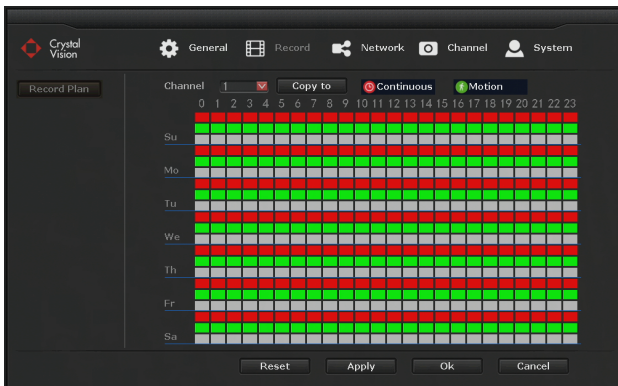 Crystal
Vision
General Record Network Channel System
Record Plan
Channel 1 Copy to Continuous Motion
0 1 2 3 4 5 6 7 8 9 10 11 12 13 14 15 16 17 18 19 20 21 22 23
Su
Mo
Tu
We
Th
Fr
Sa
Reset Apply Ok Cancel